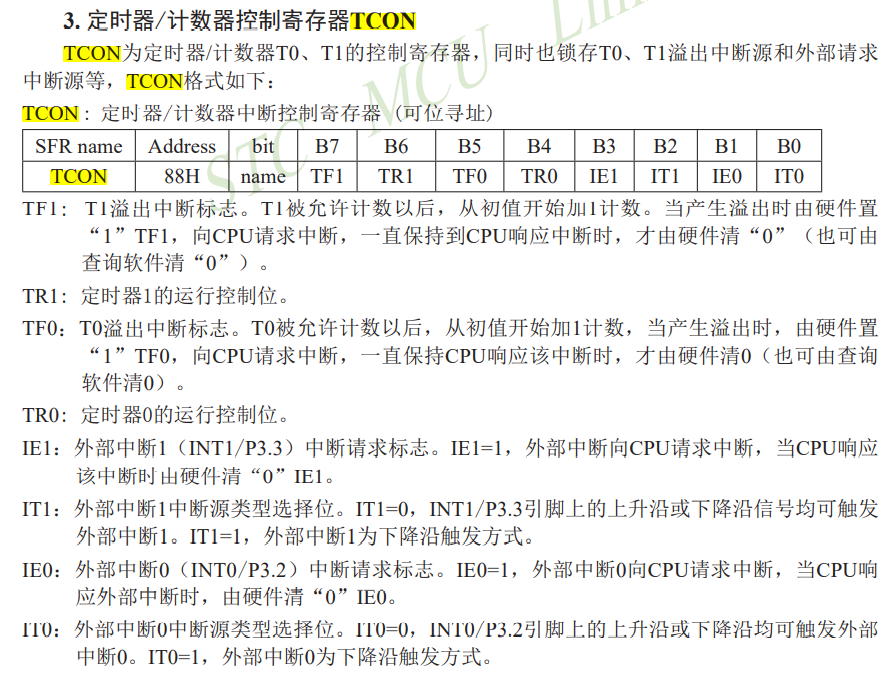 3. 定时器/计数器控制寄存器TCON
TCON为定时器/计数器T0、T1的控制寄存器，同时也锁存T0、T1溢出中断源和外部请求
中断源等，TCON格式如下：
TCON : 定时器/计数器中断控制寄存器 (可位寻址)
SFR name Address bit B7 B6 B5 B4 B3 B2 B1 B0
TCON 88H name TF1 TR1 TF0 TR0 IE1 IT1 IE0 IT0
TF1： T1溢出中断标志。T1被允许计数以后，从初值开始加1计数。当产生溢出时由硬件置
“1”TF1，向CPU请求中断，一直保持到CPU响应中断时，才由硬件清“0”（也可由
查询软件清“0”）。
TR1：定时器1的运行控制位。
TF0：T0溢出中断标志。T0被允许计数以后，从初值开始加1计数，当产生溢出时，由硬件置
“1”TF0，向CPU请求中断，一直保持CPU响应该中断时，才由硬件清0（也可由查询
软件清0）。
TR0：定时器0的运行控制位。
IE1：外部中断1（INT1/P3.3）中断请求标志。IE1=1，外部中断向CPU请求中断，当CPU响应
该中断时由硬件清“0”IE1。
IT1：外部中断1中断源类型选择位。IT1=0，INT1/P3.3引脚上的上升沿或下降沿信号均可触发
外部中断1。IT1=1，外部中断1为下降沿触发方式。
IE0：外部中断0（INT0/P3.2）中断请求标志。IE0=1，外部中断0向CPU请求中断，当CPU响
应外部中断时，由硬件清“0”IE0。
IT0：外部中断0中断源类型选择位。IT0=0，INT0/P3.2引脚上的上升沿或下降沿均可触发外部
中断0。IT0=1，外部中断0为下降沿触发方式。
STC MCU